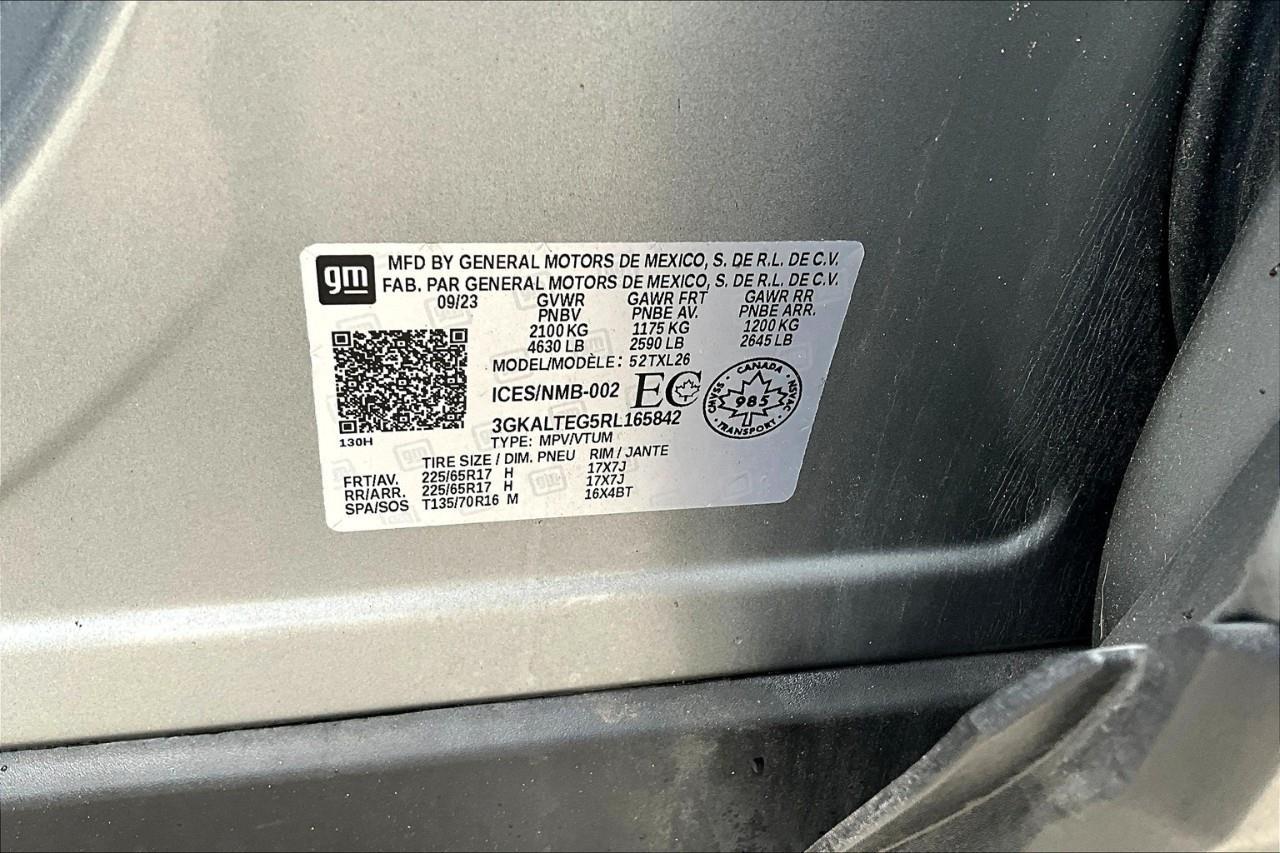 gm
MFD BY GENERAL MOTORS DE MEXICO, S. DE R.L. DE C.V.
FAB. PAR GENERAL MOTORS DE MEXICO, S. DE R.L. DE C.V.
09/23 GVWR GAWR FRT GAWR RR
PNBV PNBE AV. PNBE ARR.
2100 KG 1175 KG 1200 KG
4630 LB 2590 LB 2645 LB
MODEL/MODÈLE: 52TXL26
ICES/NMB-002 EC
CANADA
CMVSS 985 NSVAC
TRANSPORT
3GKALTEG5RL165842
130H
TYPE: MPV/VTUM
TIRE SIZE / DIM. PNEU RIM / JANTE
FRT/AV. 225/65R17 H 17X7J
RR/ARR. 225/65R17 H 17X7J
SPA/SOS T135/70R16 M 16X4BT